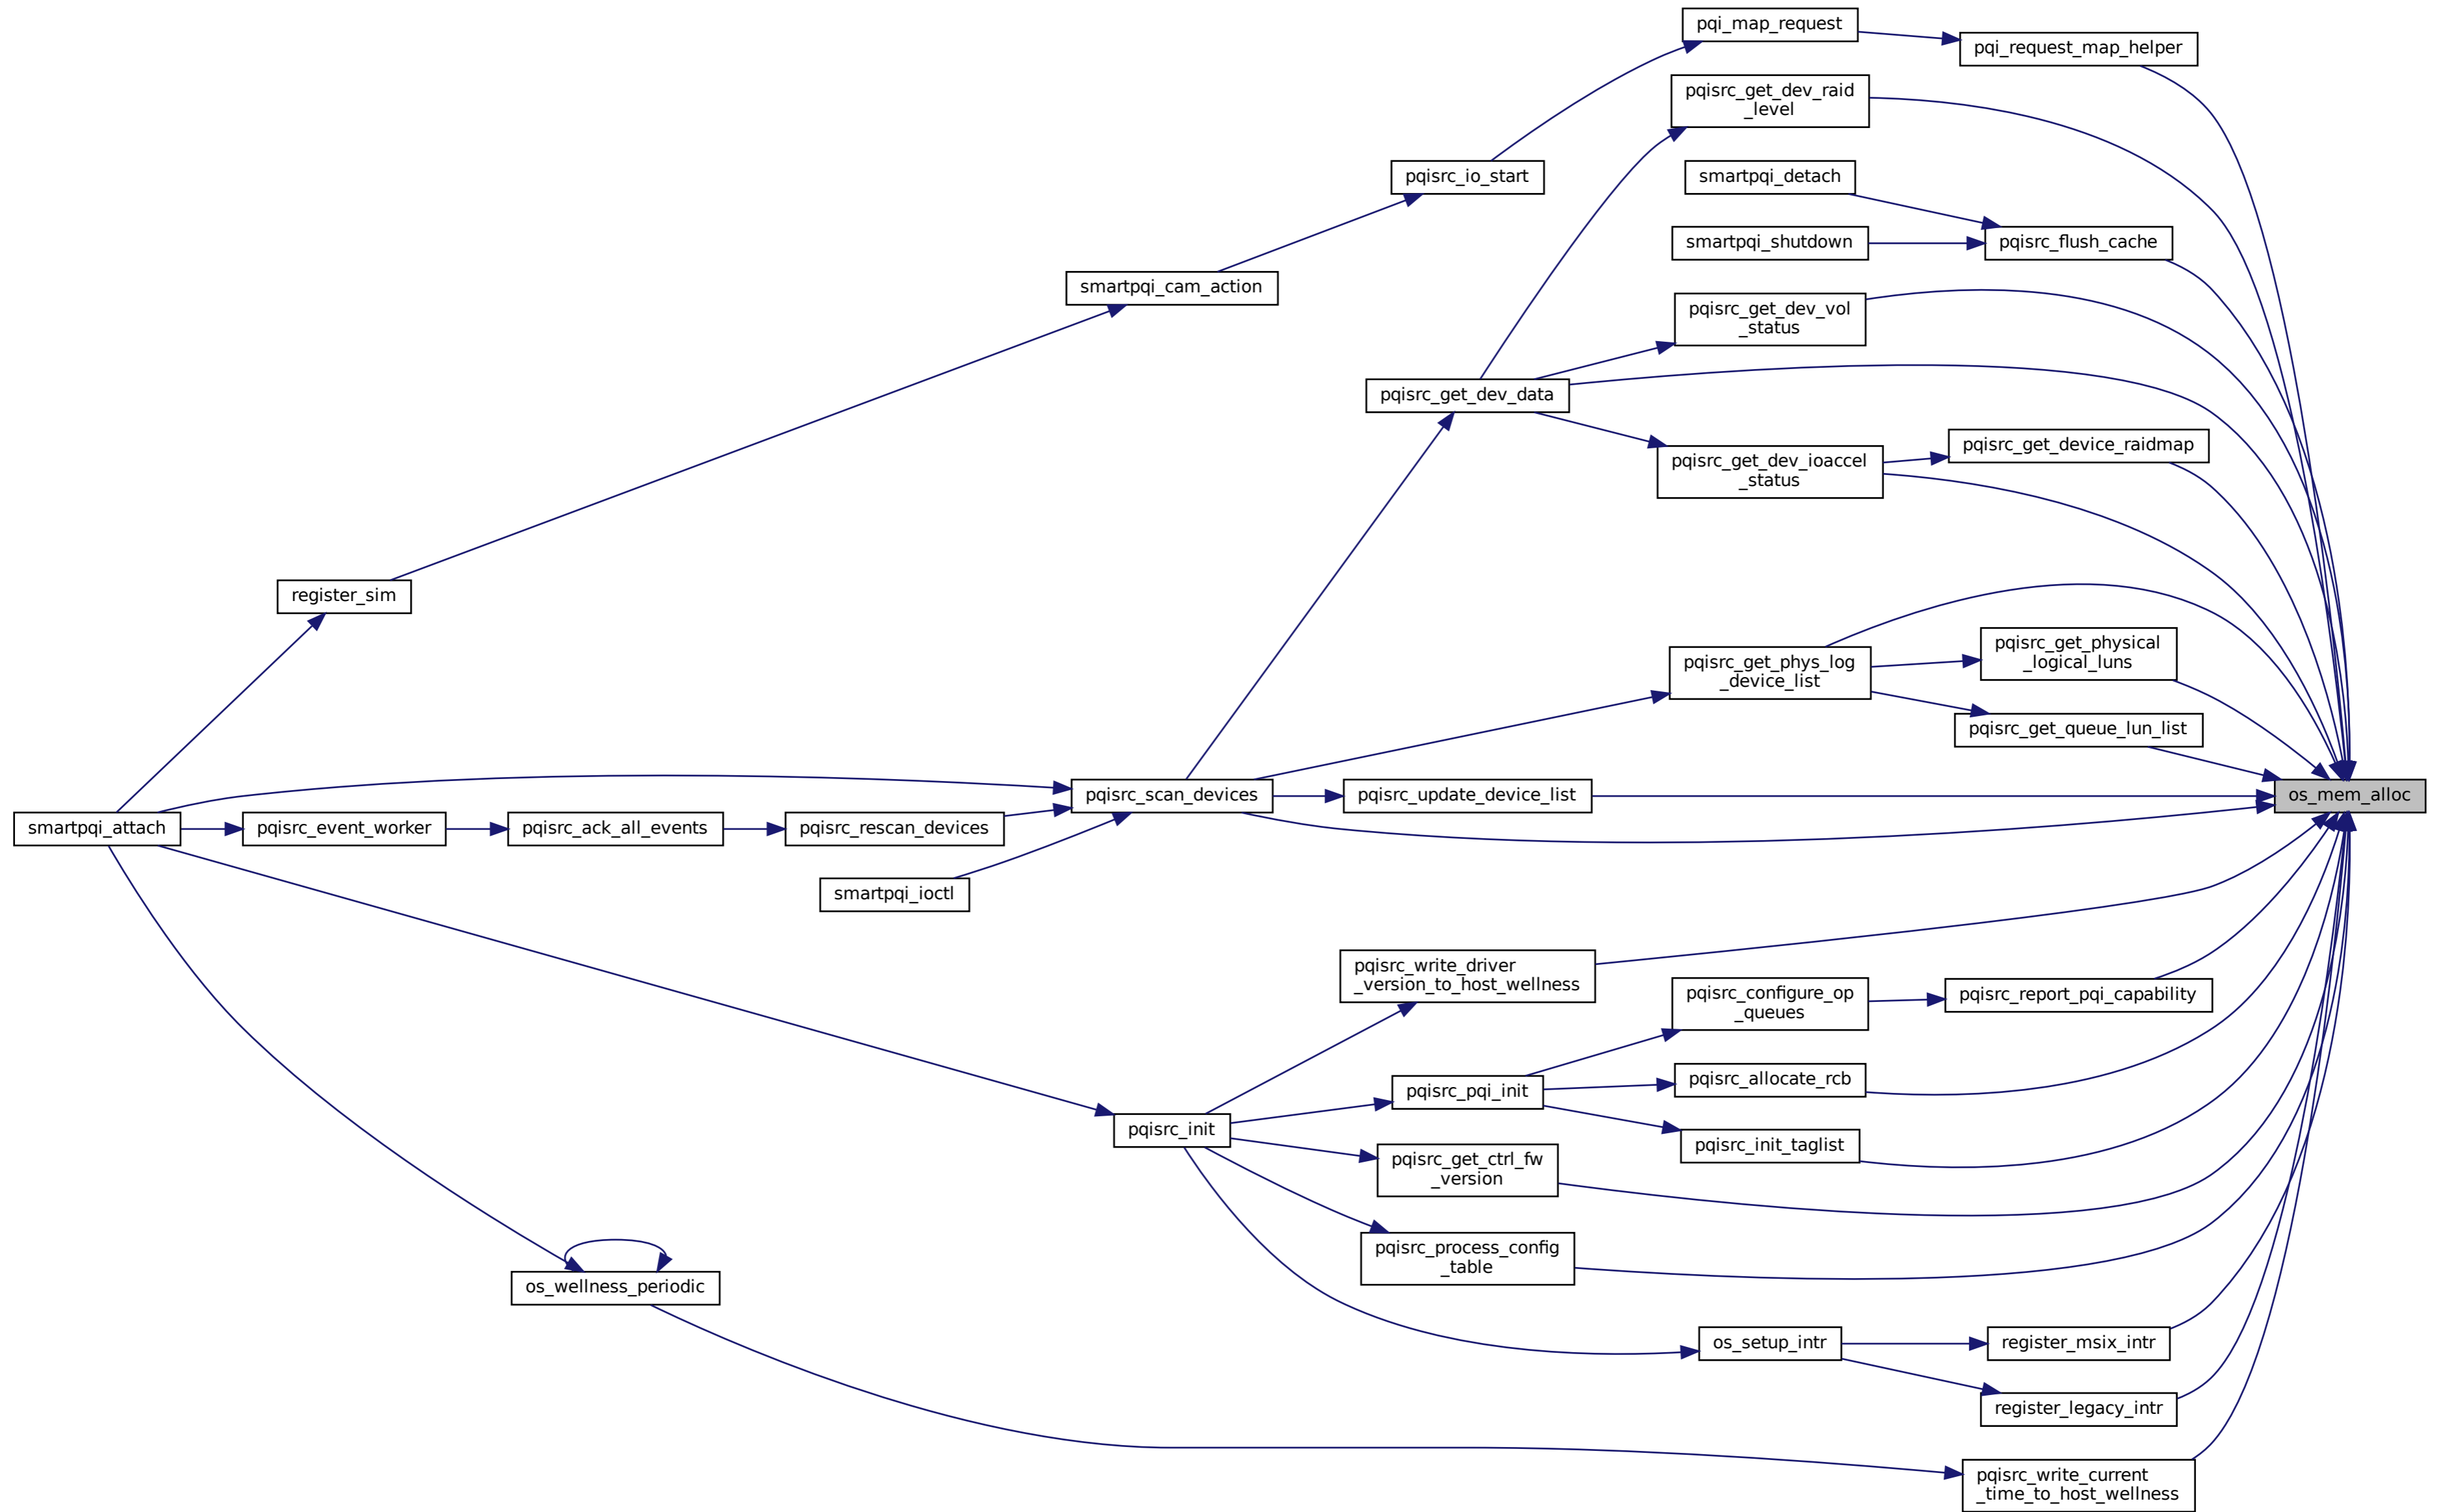 pqi_map_request
pqi_request_map_helper
pqisrc_get_dev_raid
_level
pqisrc_io_start
smartpqi_detach
smartpqi_shutdown
pqisrc_flush_cache
smartpqi_cam_action
pqisrc_get_dev_vol
_status
pqisrc_get_dev_data
pqisrc_get_device_raidmap
pqisrc_get_dev_ioaccel
_status
register_sim
pqisrc_get_physical
_logical_luns
pqisrc_get_phys_log
_device_list
pqisrc_get_queue_lun_list
pqisrc_scan_devices
pqisrc_update_device_list
os_mem_alloc
smartpqi_attach
pqisrc_event_worker
pqisrc_ack_all_events
pqisrc_rescan_devices
smartpqi_ioctl
pqisrc_write_driver
_version_to_host_wellness
pqisrc_configure_op
_queues
pqisrc_report_pqi_capability
pqisrc_pqi_init
pqisrc_allocate_rcb
pqisrc_init
pqisrc_init_taglist
pqisrc_get_ctrl_fw
_version
pqisrc_process_config
_table
os_wellness_periodic
os_setup_intr
register_msix_intr
register_legacy_intr
pqisrc_write_current
_time_to_host_wellness